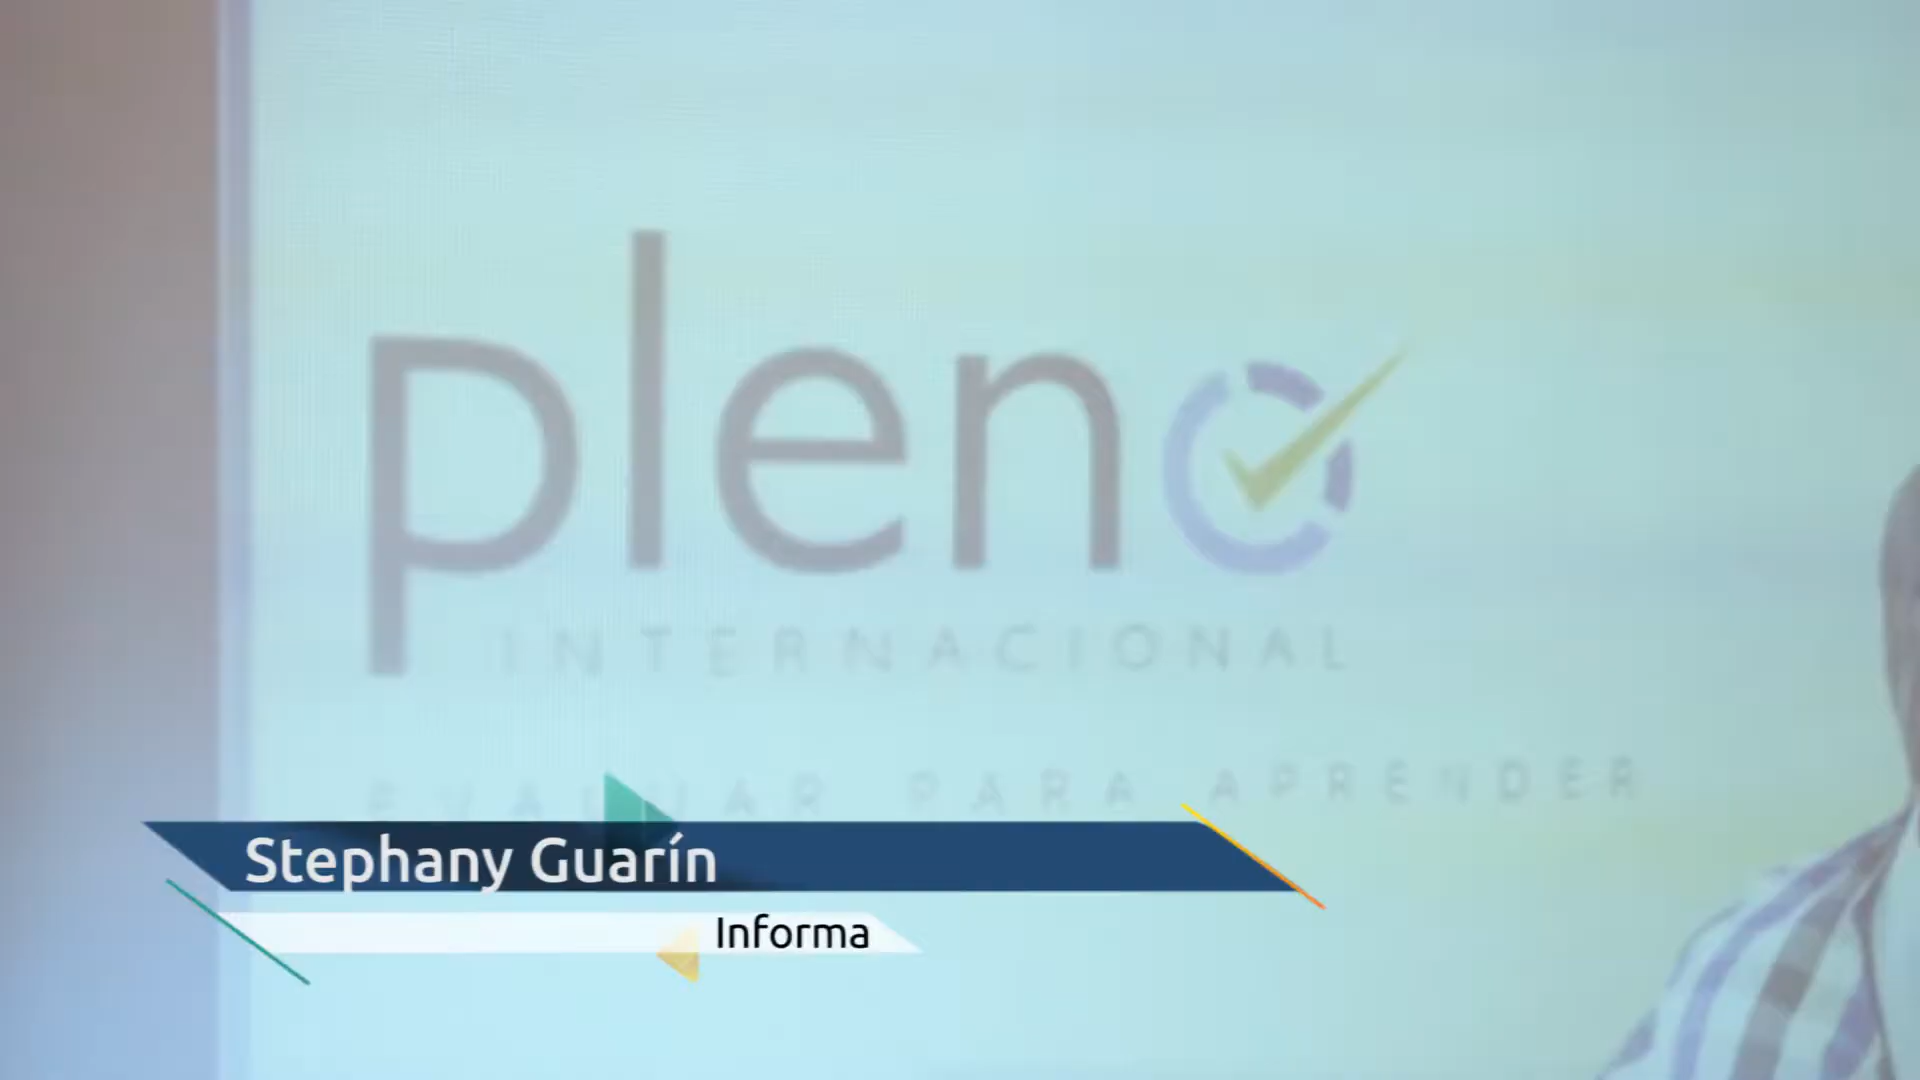 pleno
INTERNACIONAL
EVALUAR PARA APRENDER
Stephany Guarín
Informa